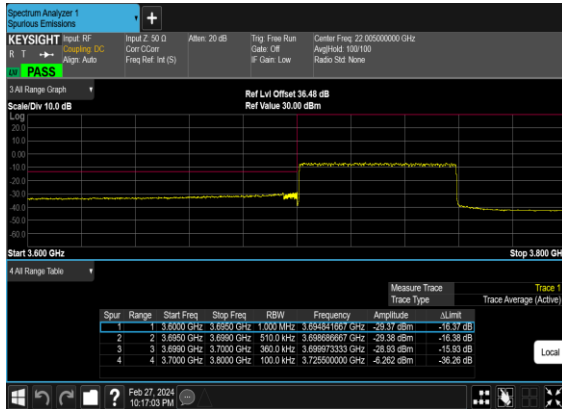 Spectrum Analyzer 1
Spurious Emissions
+
KEYSIGHT
R T
Input: RF
Coupling: DC
Align: Auto
Input Z: 50 Ω
Corr CCorr
Freq Ref: Int (S)
Atten: 20 dB
Trig: Free Run
Gate: Off
IF Gain: Low
Center Freq: 22.005000000 GHz
Avg|Hold: 100/100
Radio Std: None
PASS
3 All Range Graph
Ref Lvl Offset 36.48 dB
Scale/Div 10.0 dB
Ref Value 30.00 dBm
Log
20.0
10.0
0.00
-10.0
-20.0
-30.0
-40.0
-50.0
-60.0
Start 3.600 GHz
Stop 3.800 GH
4 All Range Table
Measure Trace Trace 1
Trace Type Trace Average (Active)
Spur Range Start Freq Stop Freq RBW Frequency Amplitude ΔLimit
1 1 3.6000 GHz 3.6950 GHz 1.000 MHz 3.694841667 GHz -29.37 dBm -16.37 dB
2 2 3.6950 GHz 3.6990 GHz 510.0 kHz 3.698686667 GHz -29.38 dBm -16.38 dB
3 3 3.6990 GHz 3.7000 GHz 360.0 kHz 3.699973333 GHz -28.93 dBm -15.93 dB
4 4 3.7000 GHz 3.8000 GHz 100.0 kHz 3.725500000 GHz -6.262 dBm -36.26 dB
Local
?
Feb 27, 2024
10:17:03 PM